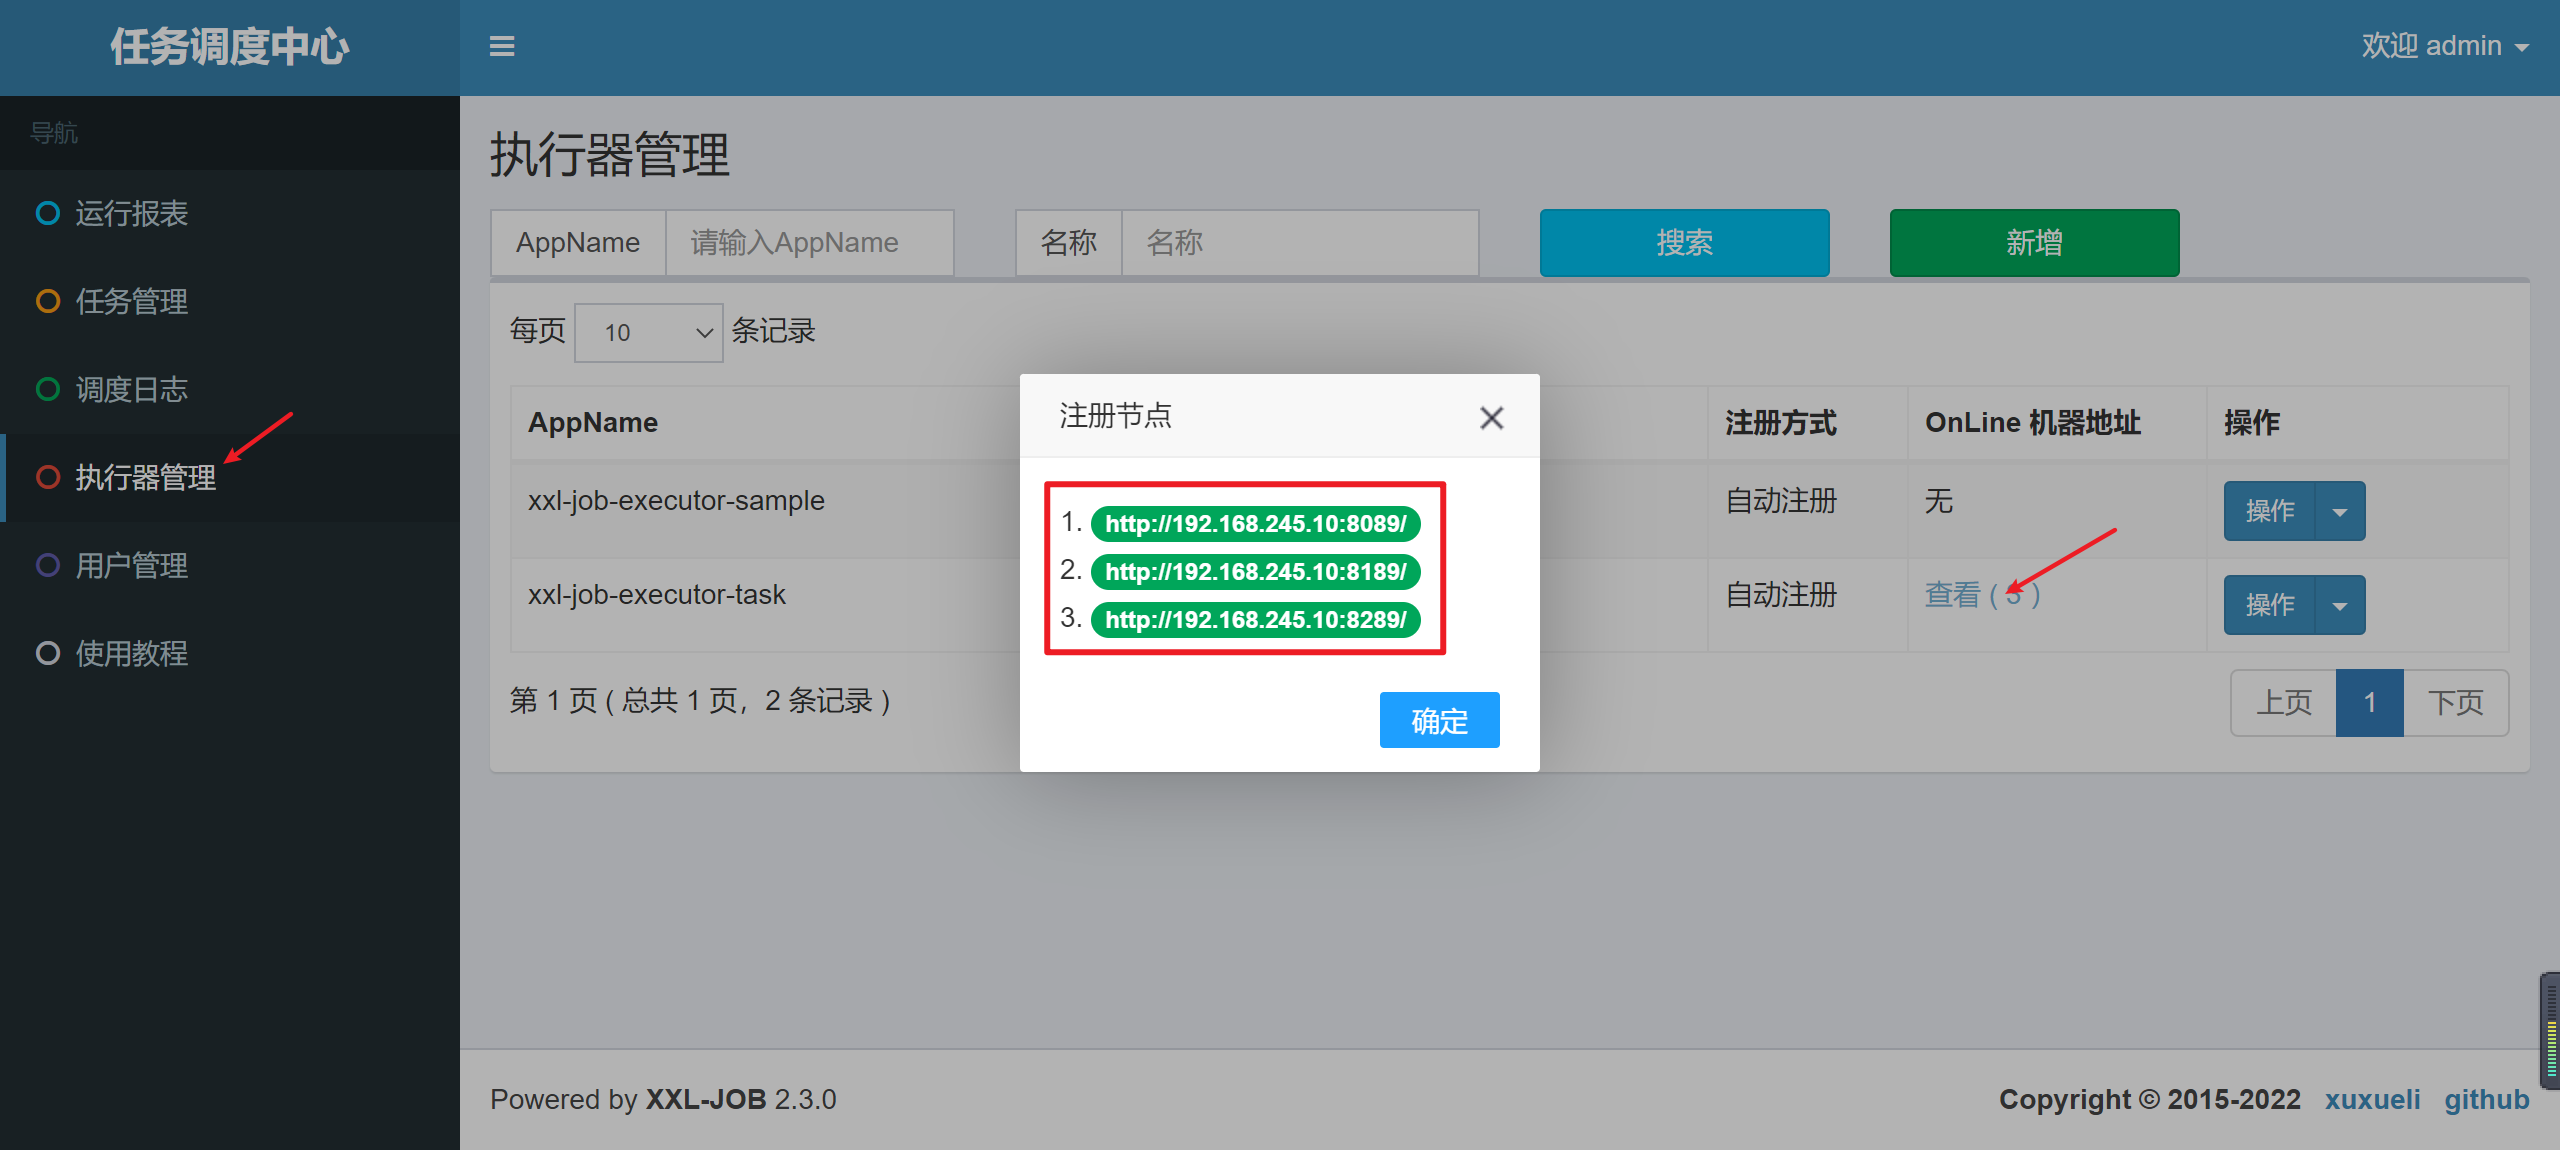 任务调度中心
欢迎 admin
导航
运行报表
任务管理
调度日志
执行器管理
用户管理
使用教程
执行器管理
AppName 请输入AppName 名称 名称 搜索 新增
每页 10 条记录
AppName 注册方式 OnLine 机器地址 操作
xxl-job-executor-sample 自动注册 无 操作
xxl-job-executor-task 自动注册 查看 ( 3 ) 操作
第 1 页 ( 总共 1 页，2 条记录 )
上页 1 下页
注册节点
1. http://192.168.245.10:8089/
2. http://192.168.245.10:8189/
3. http://192.168.245.10:8289/
确定
Powered by XXL-JOB 2.3.0
Copyright © 2015-2022 xuxueli github